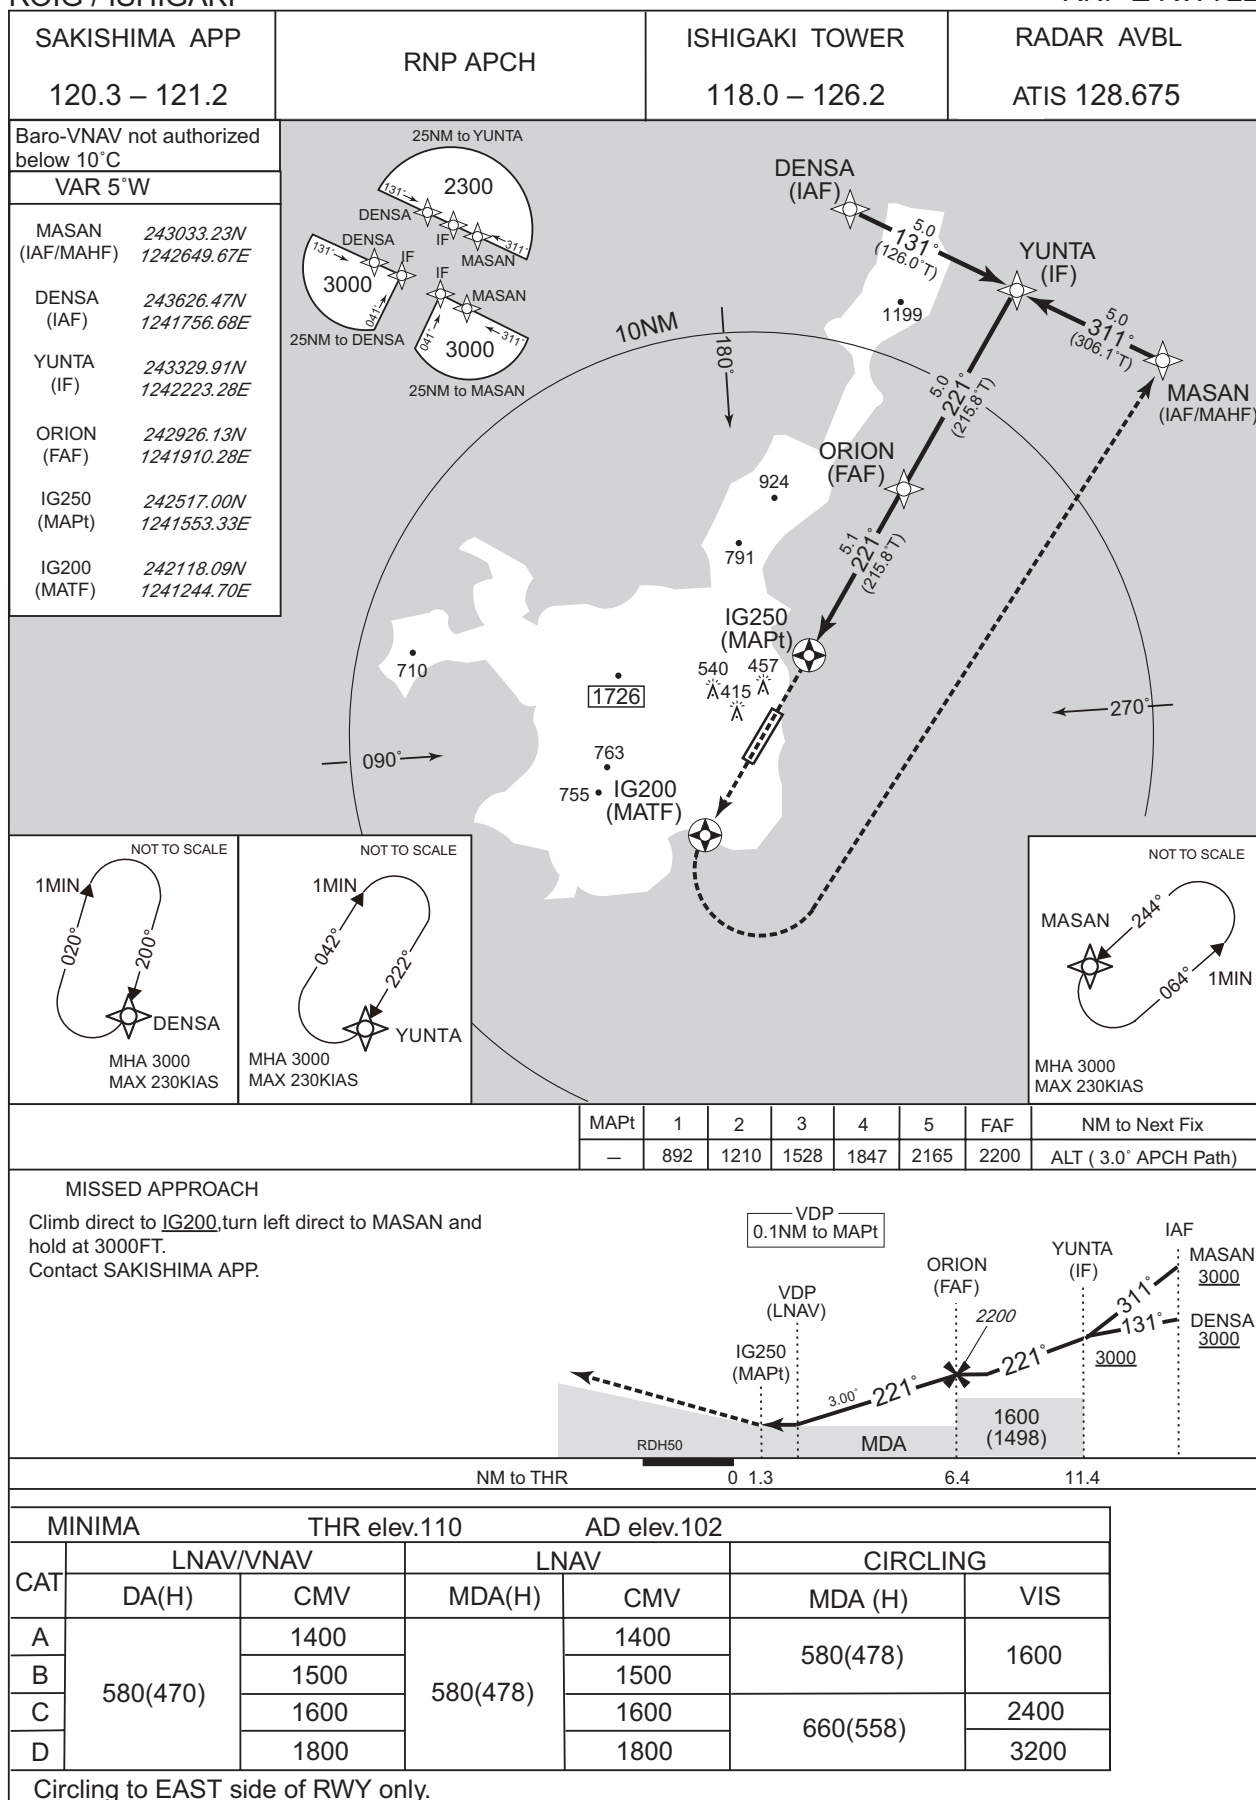 SAKISHIMA APP
120.3 – 121.2
RNP APCH
ISHIGAKI TOWER
118.0 – 126.2
RADAR AVBL
ATIS 128.675
Baro-VNAV not authorized
below 10˚C
VAR 5˚W
MASAN 243033.23N
(IAF/MAHF) 1242649.67E
DENSA 243626.47N
(IAF) 1241756.68E
YUNTA 243329.91N
(IF) 1242223.28E
ORION 242926.13N
(FAF) 1241910.28E
IG250 242517.00N
(MAPt) 1241553.33E
IG200 242118.09N
(MATF) 1241244.70E
25NM to YUNTA
2300
131˚
DENSA
IF
311˚
MASAN
DENSA
131˚
IF
3000
041˚
25NM to DENSA
IF
MASAN
041˚
311˚
3000
25NM to MASAN
DENSA
(IAF)
5.0
131˚
(126.0˚T)
YUNTA
(IF)
5.0
311˚
(306.1˚T)
MASAN
(IAF/MAHF)
1199
10NM
180˚
5.0
221˚
(215.8˚T)
ORION
(FAF)
924
791
5.1
221˚
(215.8˚T)
IG250
(MAPt)
540
457
415
710
1726
270˚
090˚
763
755
IG200
(MATF)
NOT TO SCALE
1MIN
020˚
200˚
DENSA
MHA 3000
MAX 230KIAS
NOT TO SCALE
1MIN
042˚
222˚
YUNTA
MHA 3000
MAX 230KIAS
NOT TO SCALE
MASAN
244˚
064˚
1MIN
MHA 3000
MAX 230KIAS
MAPt 1 2 3 4 5 FAF NM to Next Fix
– 892 1210 1528 1847 2165 2200 ALT ( 3.0˚ APCH Path)
MISSED APPROACH
Climb direct to IG200,turn left direct to MASAN and
hold at 3000FT.
Contact SAKISHIMA APP.
VDP
0.1NM to MAPt
IAF
MASAN
3000
DENSA
3000
YUNTA
(IF)
ORION
(FAF)
2200
VDP
(LNAV)
IG250
(MAPt)
311˚
131˚
3000
221˚
3.00˚
221˚
1600
(1498)
MDA
RDH50
NM to THR 0 1.3 6.4 11.4
MINIMA THR elev.110 AD elev.102
CAT LNAV/VNAV LNAV CIRCLING
DA(H) CMV MDA(H) CMV MDA (H) VIS
A 1400 1400
B 1500 1500
580(478) 1600
580(470) 580(478)
C 1600 1600 2400
660(558)
D 1800 1800 3200
Circling to EAST side of RWY only.